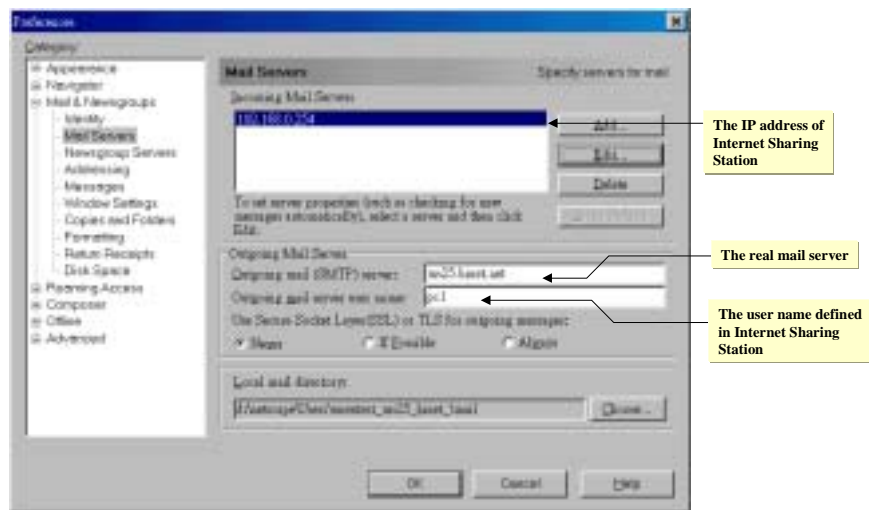 Preferences
Category:
Appearance
Navigator
Mail & Newsgroups
Identity
Mail Servers
Newsgroup Servers
Addressing
Messages
Window Settings
Copies and Folders
Formatting
Return Receipts
Disk Space
Roaming Access
Composer
Offline
Advanced
Mail Servers
Specify servers for mail
Incoming Mail Servers
192.168.0.254
Add...
Edit...
Delete
To set server properties (such as checking for new
messages automatically), select a server and then click
Edit.
Outgoing Mail Server
Outgoing mail (SMTP) server:
Outgoing mail server user name:
pc1
Use Secure Socket Layer(SSL) or TLS for outgoing messages:
Never
If Possible
Always
Local mail directory:
Choose...
OK
Cancel
Help
The IP address of
Internet Sharing
Station
The real mail server
The user name defined
in Internet Sharing
Station